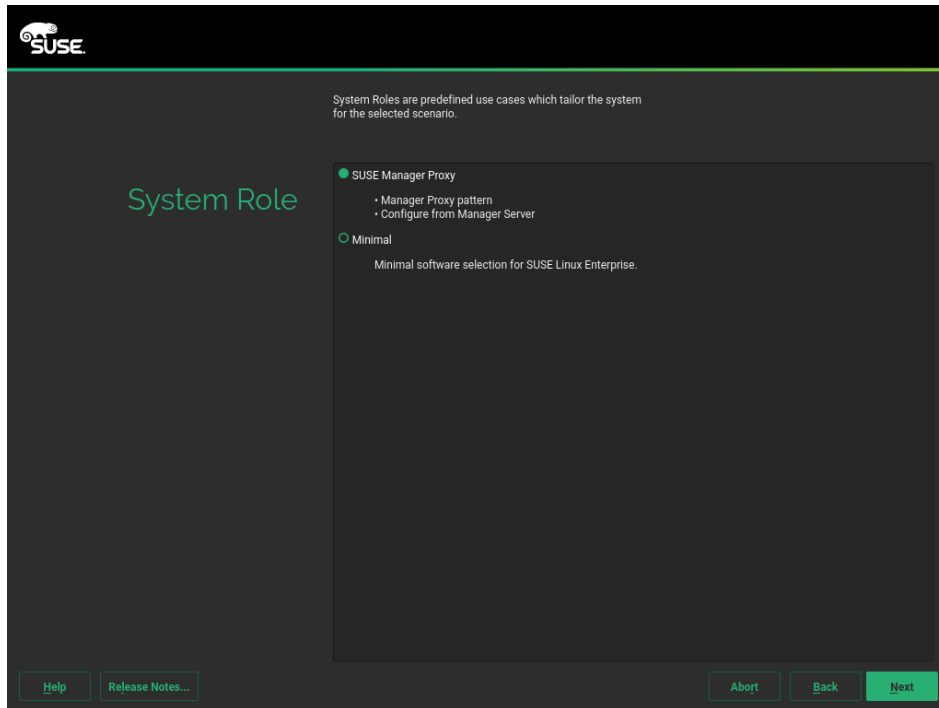 SUSE.
System Roles are predefined use cases which tailor the system
for the selected scenario.
System Role
SUSE Manager Proxy
• Manager Proxy pattern
• Configure from Manager Server
Minimal
Minimal software selection for SUSE Linux Enterprise.
Help
Release Notes...
Abort
Back
Next